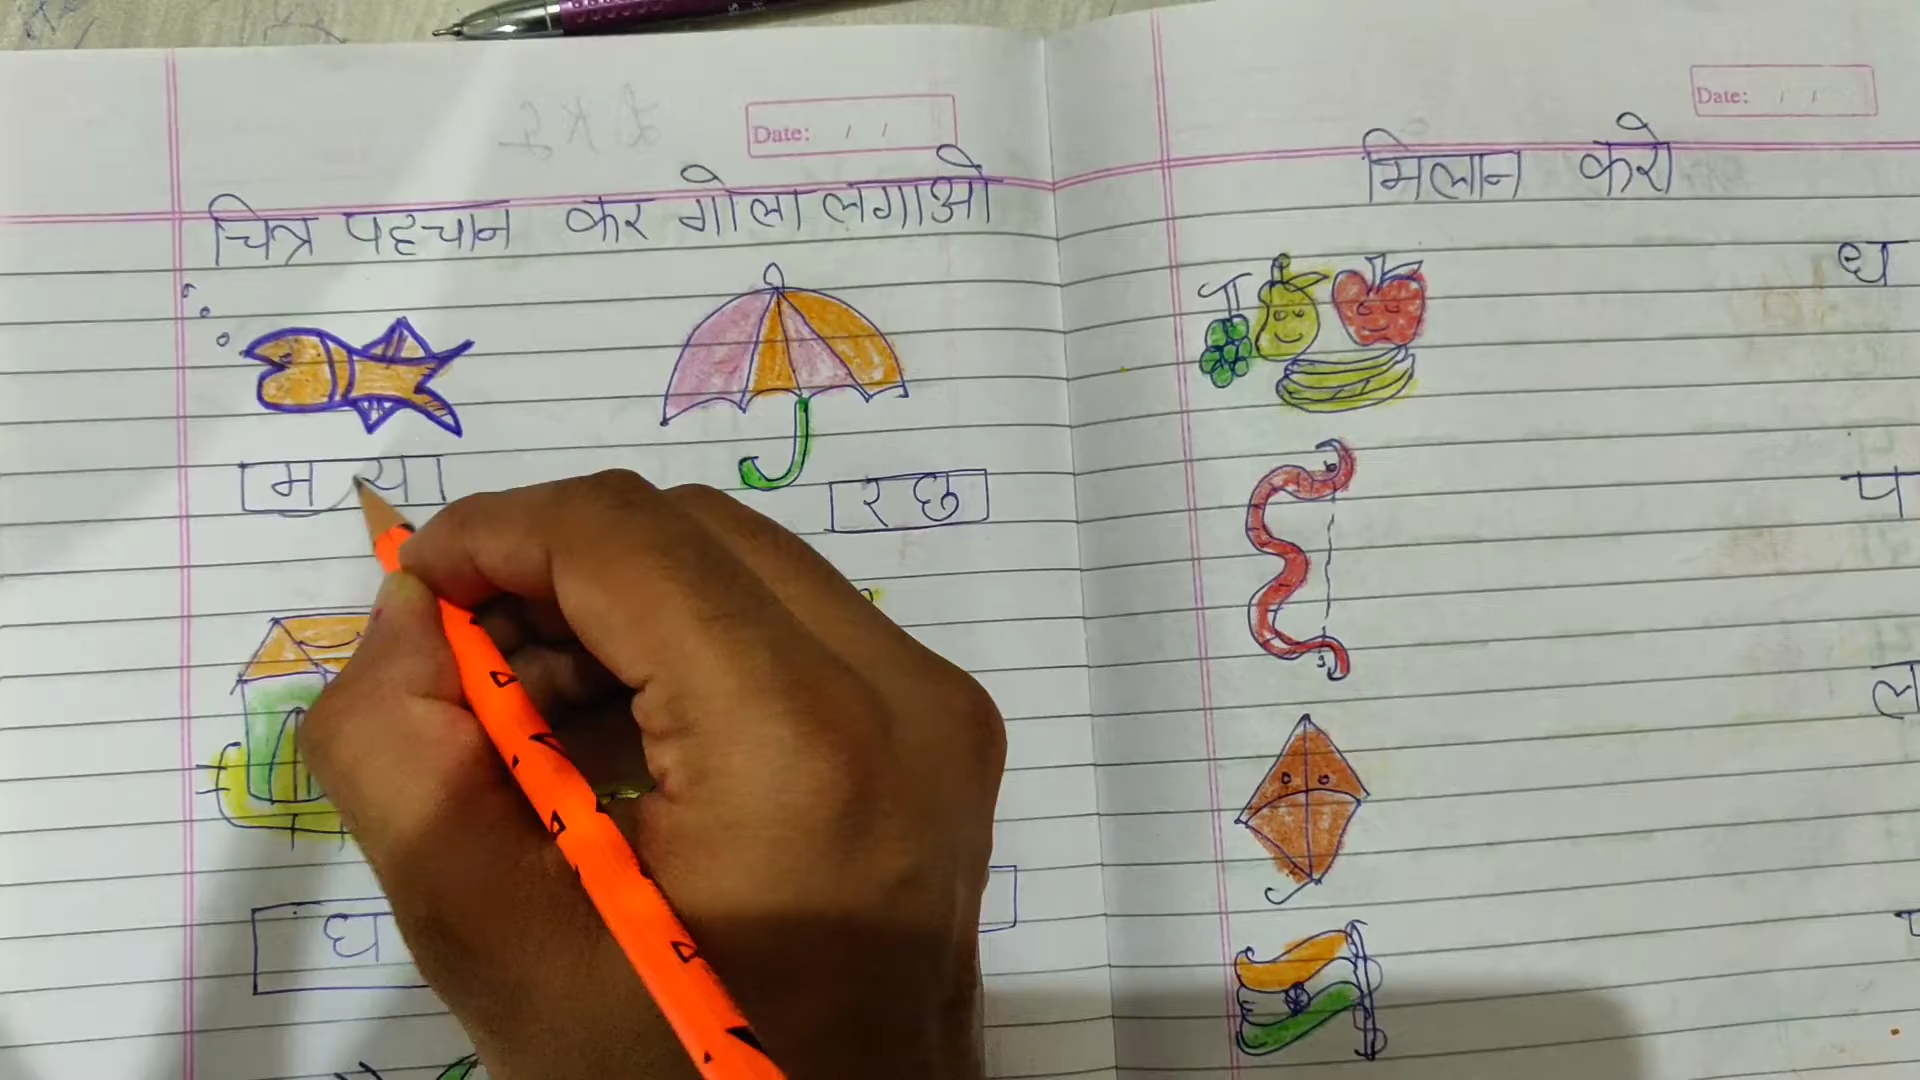 Date:
चित्र पहचान कर गोला लगाओ
म य
र छ
घ
Date:
मिलान करो
ध
प
ल